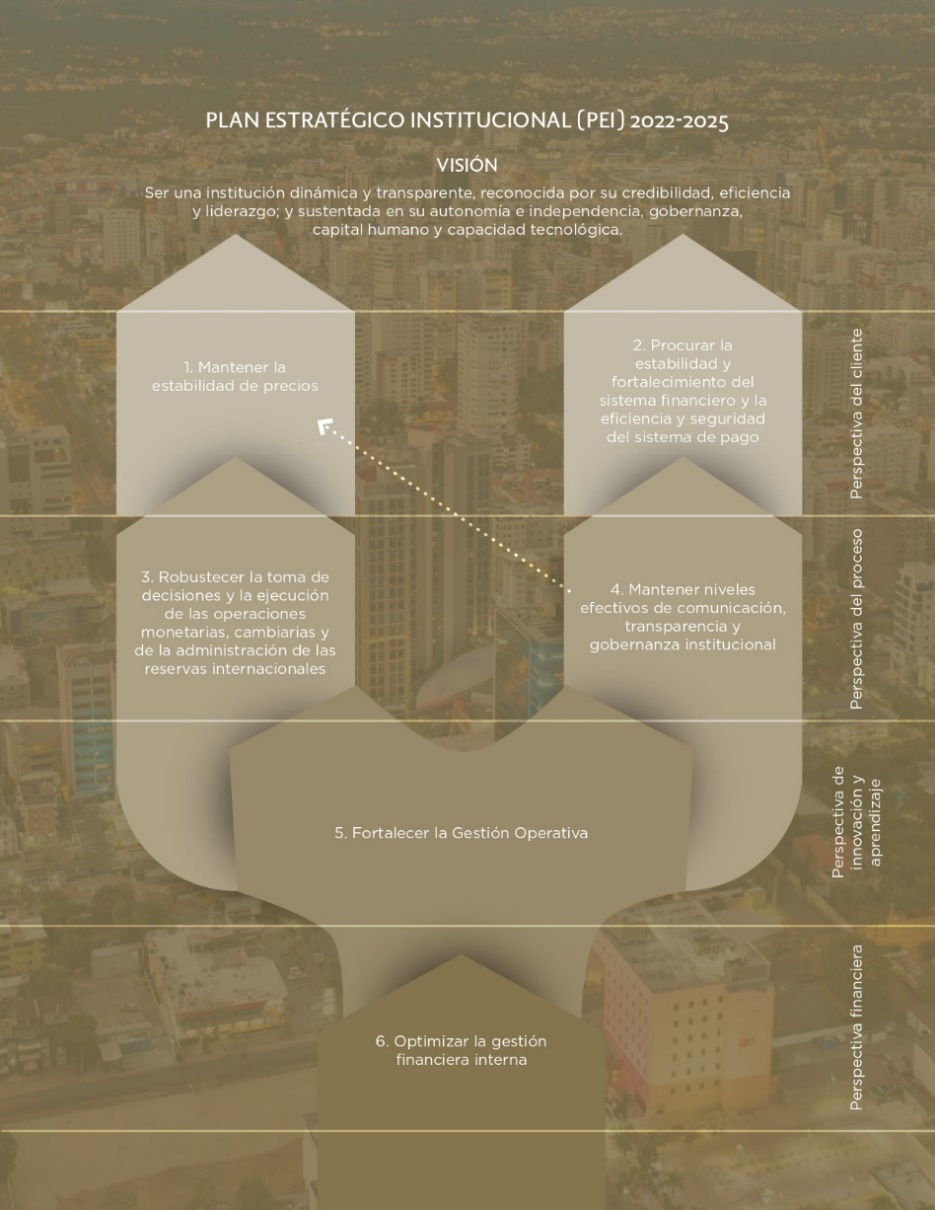 PLAN ESTRATÉGICO INSTITUCIONAL (PEI) 2022-2025
VISIÓN
Ser una institución dinámica y transparente, reconocida por su credibilidad, eficiencia
y liderazgo; y sustentada en su autonomía e independencia, gobernanza,
capital humano y capacidad tecnológica.
1. Mantener la
estabilidad de precios
2. Procurar la
estabilidad y
fortalecimiento del
sistema financiero y la
eficiencia y seguridad
del sistema de pago
Perspectiva del cliente
3. Robustecer la toma de
decisiones y la ejecución
de las operaciones
monetarias, cambiarias y
de la administración de las
reservas internacionales
4. Mantener niveles
efectivos de comunicación,
transparencia y
gobernanza institucional
Perspectiva del proceso
5. Fortalecer la Gestión Operativa
Perspectiva de
innovación y
aprendizaje
6. Optimizar la gestión
financiera interna
Perspectiva financiera